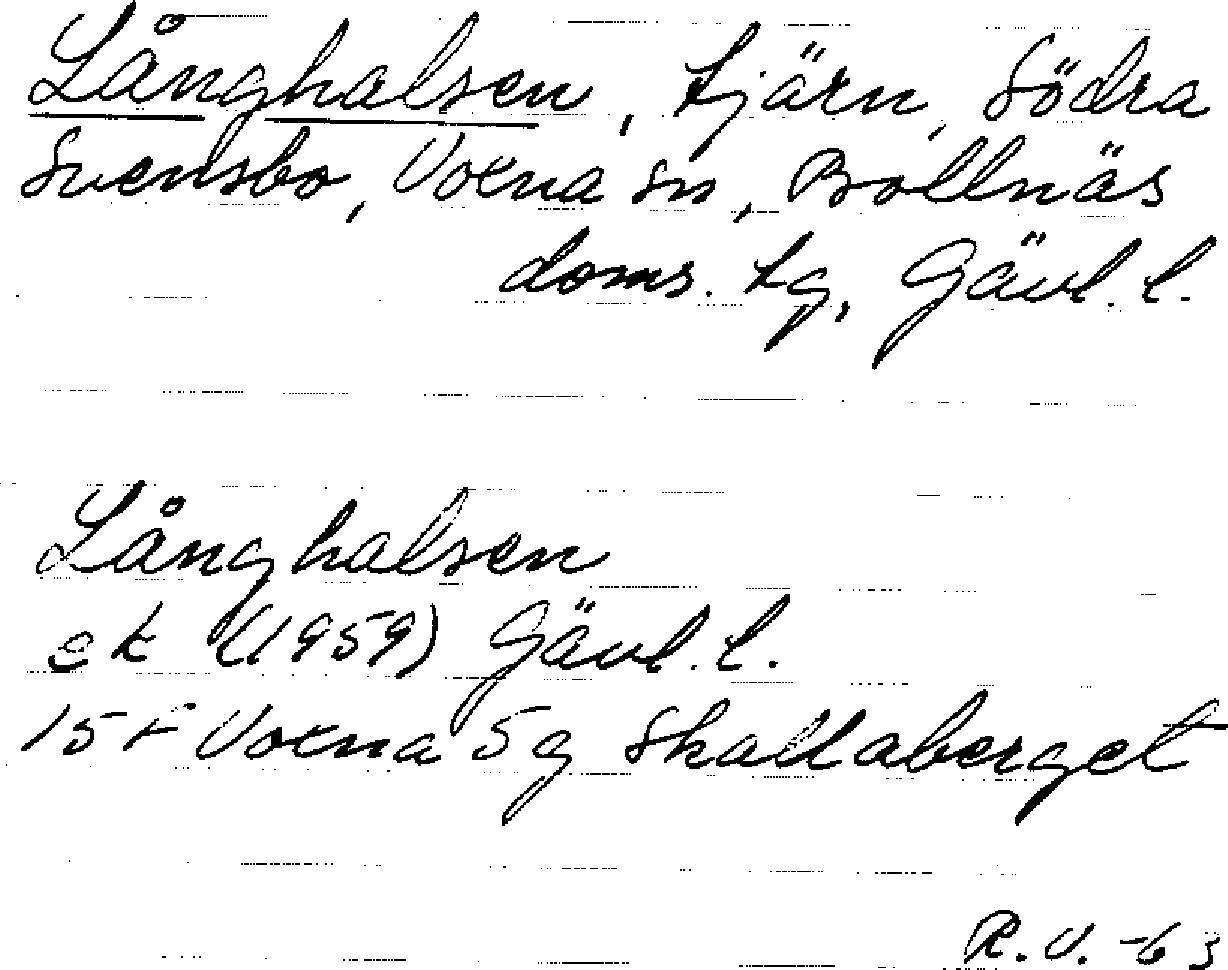 Långhalsen, tjärn, Södra
Svensbo, Voxna sn, Bollnäs
doms. tg, Gävl. l.
Långhalsen
ek (1959) Gävl. l.
15 F Voxna 5 g Skallaberget
R.V. -63